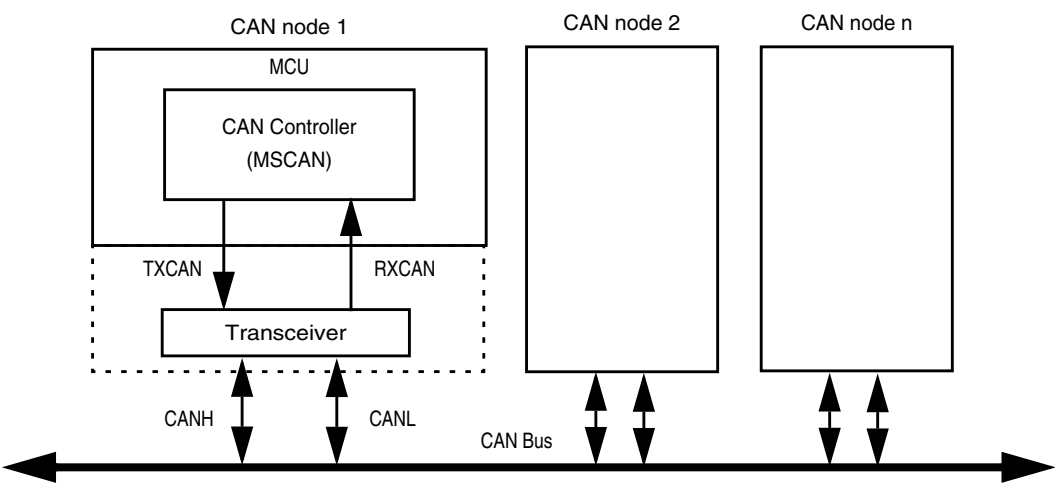 CAN node 1
CAN node 2
CAN node n
MCU
CAN Controller
(MSCAN)
TXCAN
RXCAN
Transceiver
CANH
CANL
CAN Bus